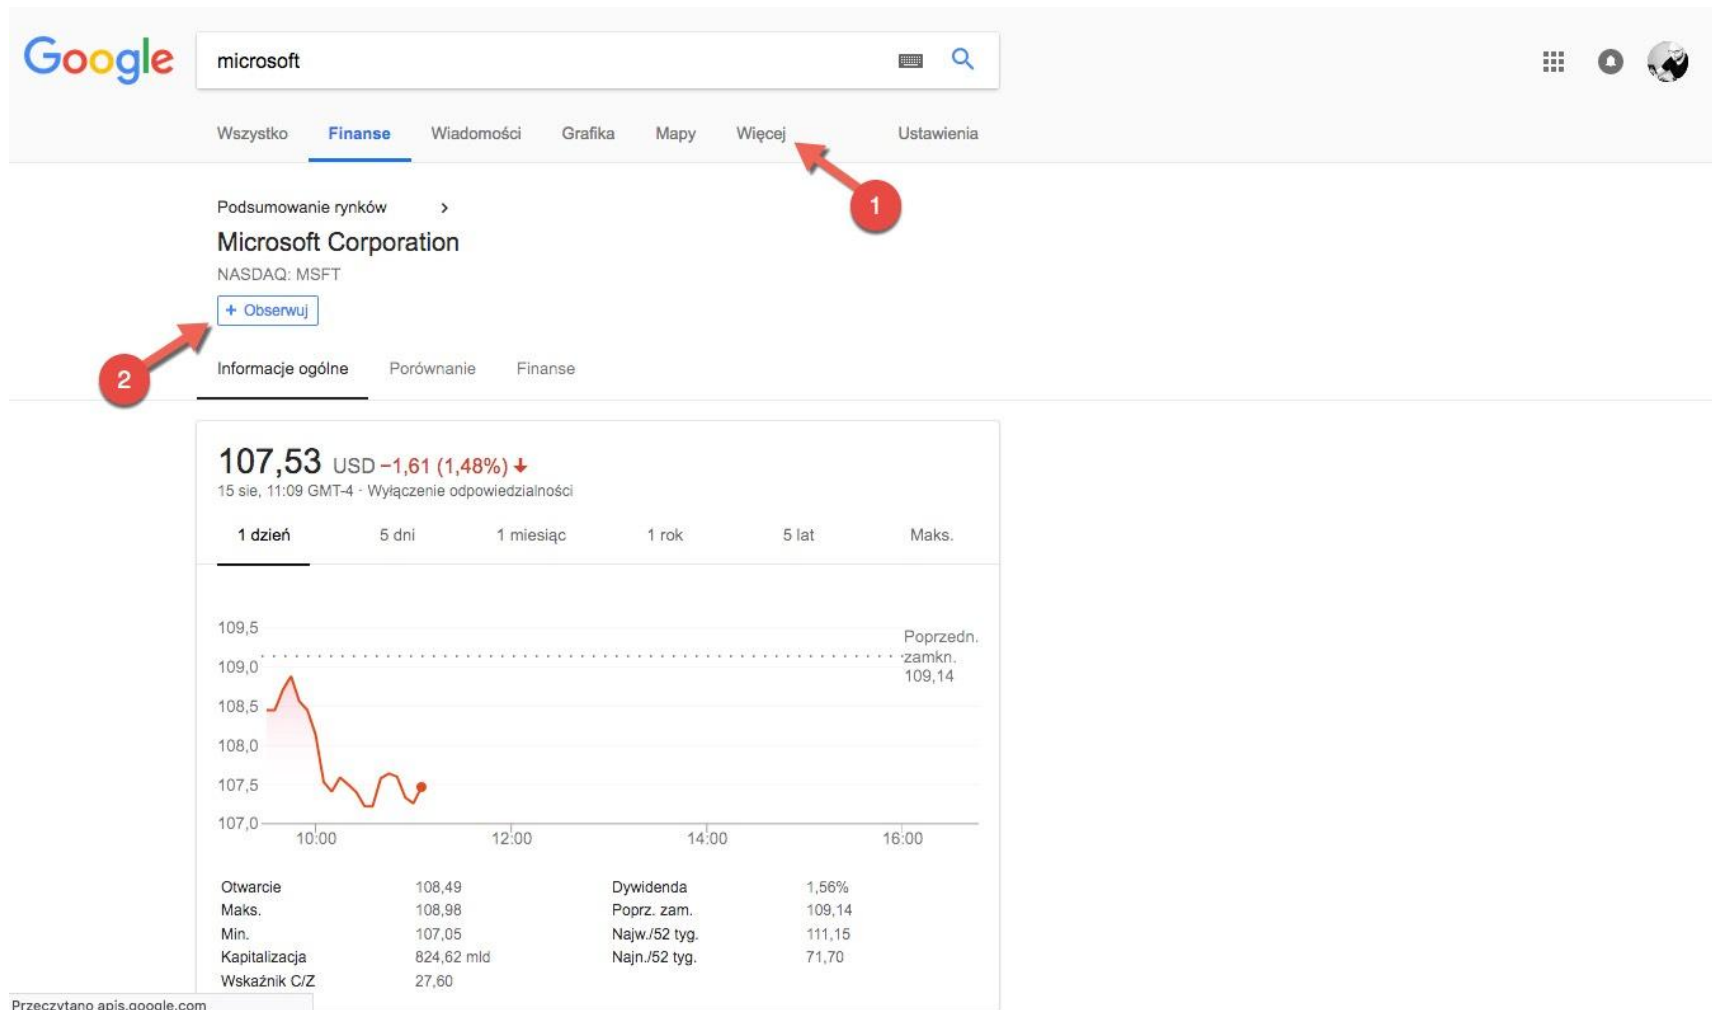 Google
microsoft
Wszystko Finanse Wiadomości Grafika Mapy Więcej Ustawienia
1
Podsumowanie rynków >
Microsoft Corporation
NASDAQ: MSFT
+ Obserwuj
2
Informacje ogólne Porównanie Finanse
107,53 USD −1,61 (1,48%)
15 sie, 11:09 GMT-4 · Wyłączenie odpowiedzialności
1 dzień 5 dni 1 miesiąc 1 rok 5 lat Maks.
109,5
109,0
108,5
108,0
107,5
107,0
Poprzedn.
zamkn.
109,14
10:00 12:00 14:00 16:00
Otwarcie 108,49 Dywidenda 1,56%
Maks. 108,98 Poprz. zam. 109,14
Min. 107,05 Najw./52 tyg. 111,15
Kapitalizacja 824,62 mld Najn./52 tyg. 71,70
Wskaźnik C/Z 27,60
Przeczytano apis.google.com